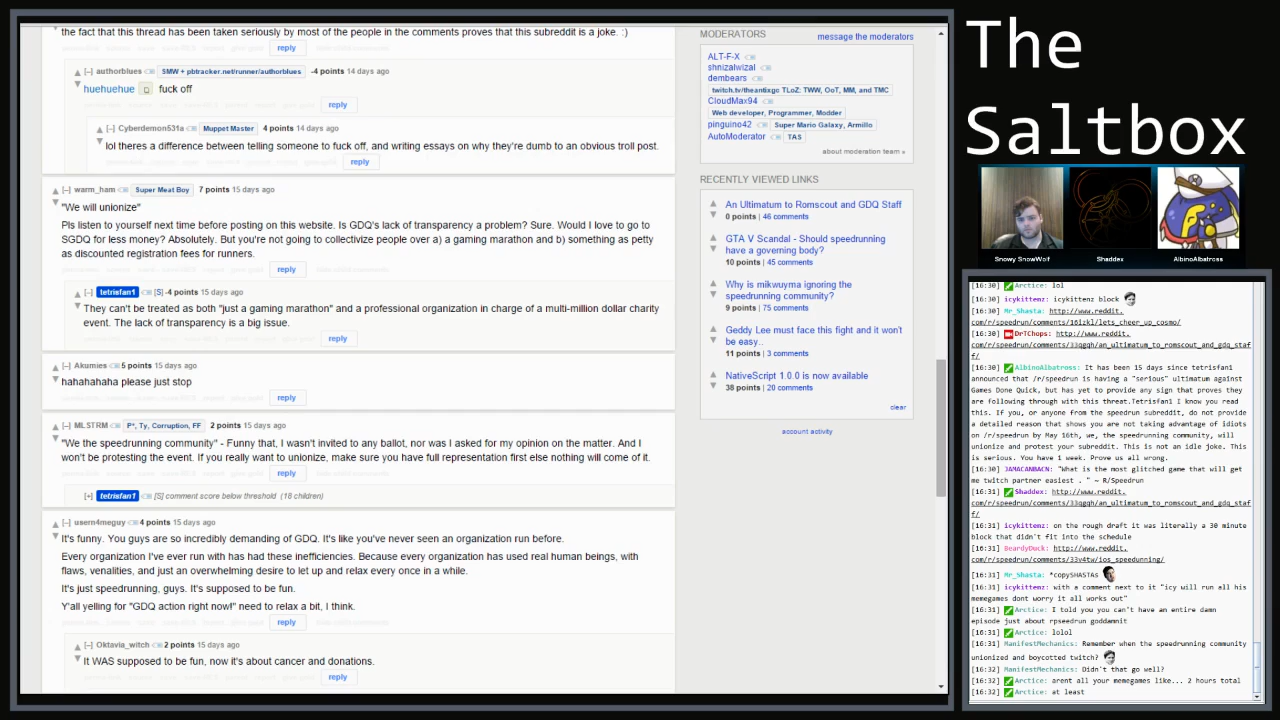 the fact that this thread has been taken seriously by most of the people in the comments proves that this subreddit is a joke. :)
reply
[–] authorblues SMW + pbtracker.net/runner/authorblues -4 points 14 days ago
huehuehue fuck off
reply
[–] Cyberdemon531a Muppet Master 4 points 14 days ago
lol theres a difference between telling someone to fuck off, and writing essays on why they're dumb to an obvious troll post.
reply
[–] warm_ham Super Meat Boy 7 points 15 days ago
"We will unionize"
Pls listen to yourself next time before posting on this website. Is GDQ's lack of transparency a problem? Sure. Would I love to go to
SGDQ for less money? Absolutely. But you're not going to collectivize people over a) a gaming marathon and b) something as petty
as discounted registration fees for runners.
reply
[–] tetrisfan1 [S] -4 points 15 days ago
They can't be treated as both "just a gaming marathon" and a professional organization in charge of a multi-million dollar charity
event. The lack of transparency is a big issue.
reply
[–] Akumies 5 points 15 days ago
hahahahaha please just stop
reply
[–] MLSTRM P*, Ty, Corruption, FF 2 points 15 days ago
"We the speedrunning community" - Funny that, I wasn't invited to any ballot, nor was I asked for my opinion on the matter. And I
won't be protesting the event. If you really want to unionize, make sure you have full representation first else nothing will come of it.
reply
[+] tetrisfan1 [S] comment score below threshold (18 children)
[–] usern4meguy 4 points 15 days ago
It's funny. You guys are so incredibly demanding of GDQ. It's like you've never seen an organization run before.
Every organization I've ever run with has had these inefficiencies. Because every organization has used real human beings, with
flaws, venalities, and just an overwhelming desire to let up and relax every once in a while.
It's just speedrunning, guys. It's supposed to be fun.
Y'all yelling for "GDQ action right now!" need to relax a bit, I think.
reply
[–] Oktavia_witch 2 points 15 days ago
It WAS supposed to be fun, now it's about cancer and donations.
reply
MODERATORS message the moderators
ALT-F-X
shnizalwizal
dembears
twitch.tv/theantixgc TLoZ: TWW, OoT, MM, and TMC
CloudMax94
Web developer, Programmer, Modder
pinguino42 Super Mario Galaxy, Armillo
AutoModerator TAS
about moderation team »
RECENTLY VIEWED LINKS
An Ultimatum to Romscout and GDQ Staff
0 points | 46 comments
GTA V Scandal - Should speedrunning
have a governing body?
10 points | 45 comments
Why is mikwuyma ignoring the
speedrunning community?
9 points | 75 comments
Geddy Lee must face this fight and it won't
be easy..
11 points | 3 comments
NativeScript 1.0.0 is now available
38 points | 20 comments
clear
account activity
The
Saltbox
Snowy SnowWolf Shaddex AlbinoAlbatross
[16:30] Arctice: lol
[16:30] icykittenz: icykittenz block
[16:30] Mr_Shasta: http://www.reddit.
com/r/speedrun/comments/16izkl/lets_cheer_up_cosmo/
[16:30] DrTChops: http://www.reddit.
com/r/speedrun/comments/33qgqh/an_ultimatum_to_romscout_and_gdq_staf
f/
[16:30] AlbinoAlbatross: It has been 15 days since tetrisfan1
announced that /r/speedrun is having a "serious" ultimatum against
Games Done Quick, but has yet to provide any sign that proves they
are following through with this threat.Tetrisfan1 I know you read
this. If you, or anyone from the speedrun subreddit, do not provide
a detailed reason that shows you are not taking advantage of idiots
on /r/speedrun by May 16th, we, the speedrunning community, will
unionize and protest your subreddit. This is not an idle joke. This
is serious. You have 1 week. Prove us all wrong.
[16:30] JAMACANBACN: "What is the most glitched game that will get
me twitch partner easiest . " ~ R/Speedrun
[16:31] Shaddex: http://www.reddit.
com/r/speedrun/comments/33qgqh/an_ultimatum_to_romscout_and_gdq_staf
f/
[16:31] icykittenz: on the rough draft it was literally a 30 minute
block that didn't fit into the schedule
[16:31] BeardyDuck: http://www.reddit.
com/r/speedrun/comments/33v4tw/ios_speedunning/
[16:31] Mr_Shasta: *copySHASTAs
[16:31] icykittenz: with a comment next to it "icy will run all his
memegames dont worry it all works out"
[16:31] Arctice: I told you you can't have an entire damn
episode just about rpseedrun goddamnit
[16:31] Arctice: lolol
[16:31] ManifestMechanics: Remember when the speedrunning community
unionized and boycotted twitch?
[16:32] ManifestMechanics: Didn't that go well?
[16:32] Arctice: arent all your memegames like... 2 hours total
[16:32] Arctice: at least